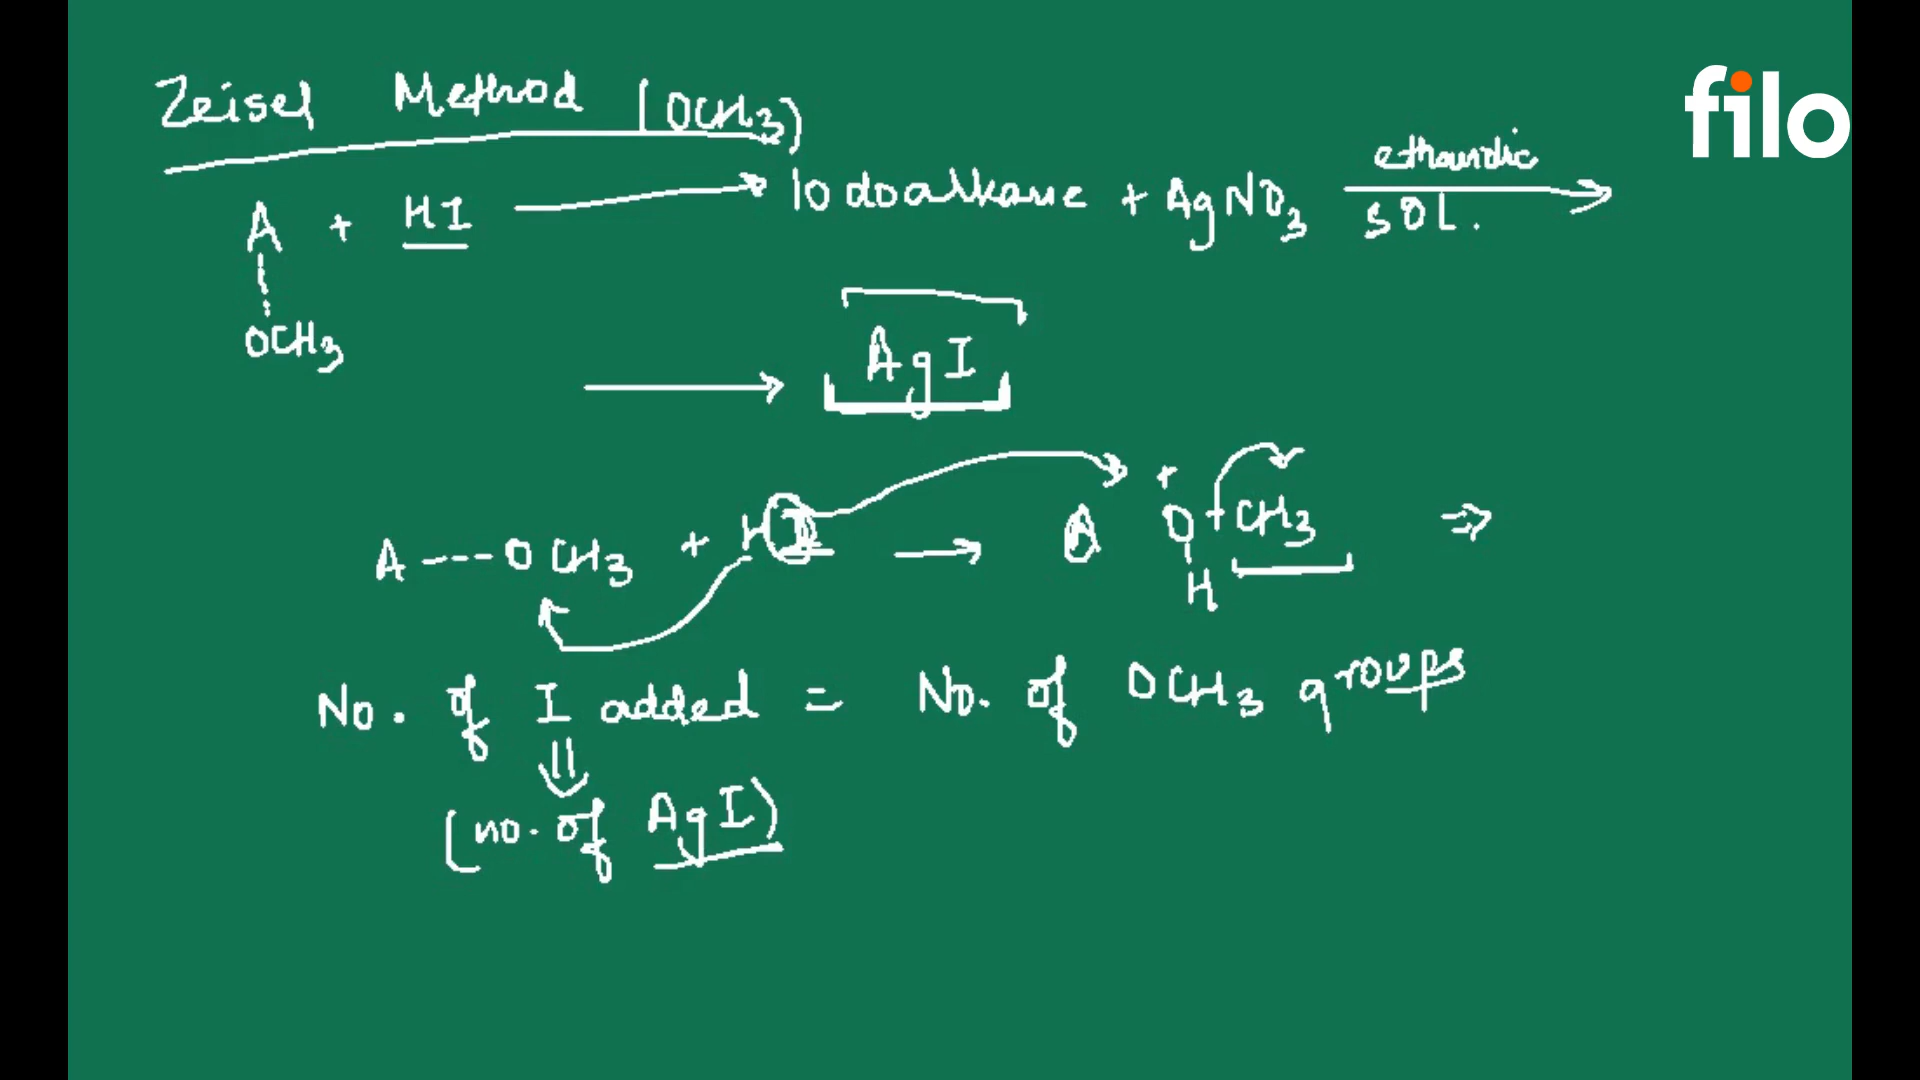 filo
Zeisel Method (OCH3)
ethanolic
A + HI → Iodoalkane + AgNO3 → sol.
OCH3
→ AgI
A ---O CH3 + HI → A O+ CH3 ⇒
H
No. of I added = No. of OCH3 groups
⇓
(no. of AgI)